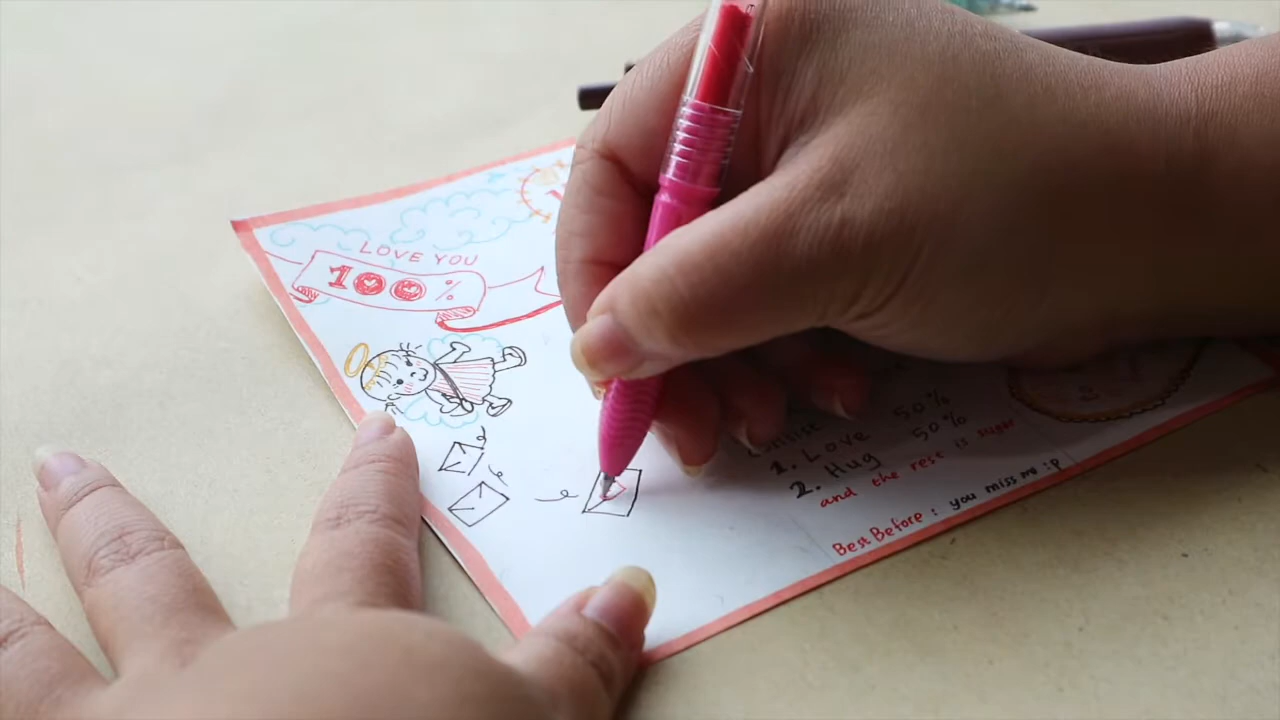 LOVE YOU
100%
1. Love 50%
2. Hug 50%
and the rest is sugar
Best Before : you miss me :p